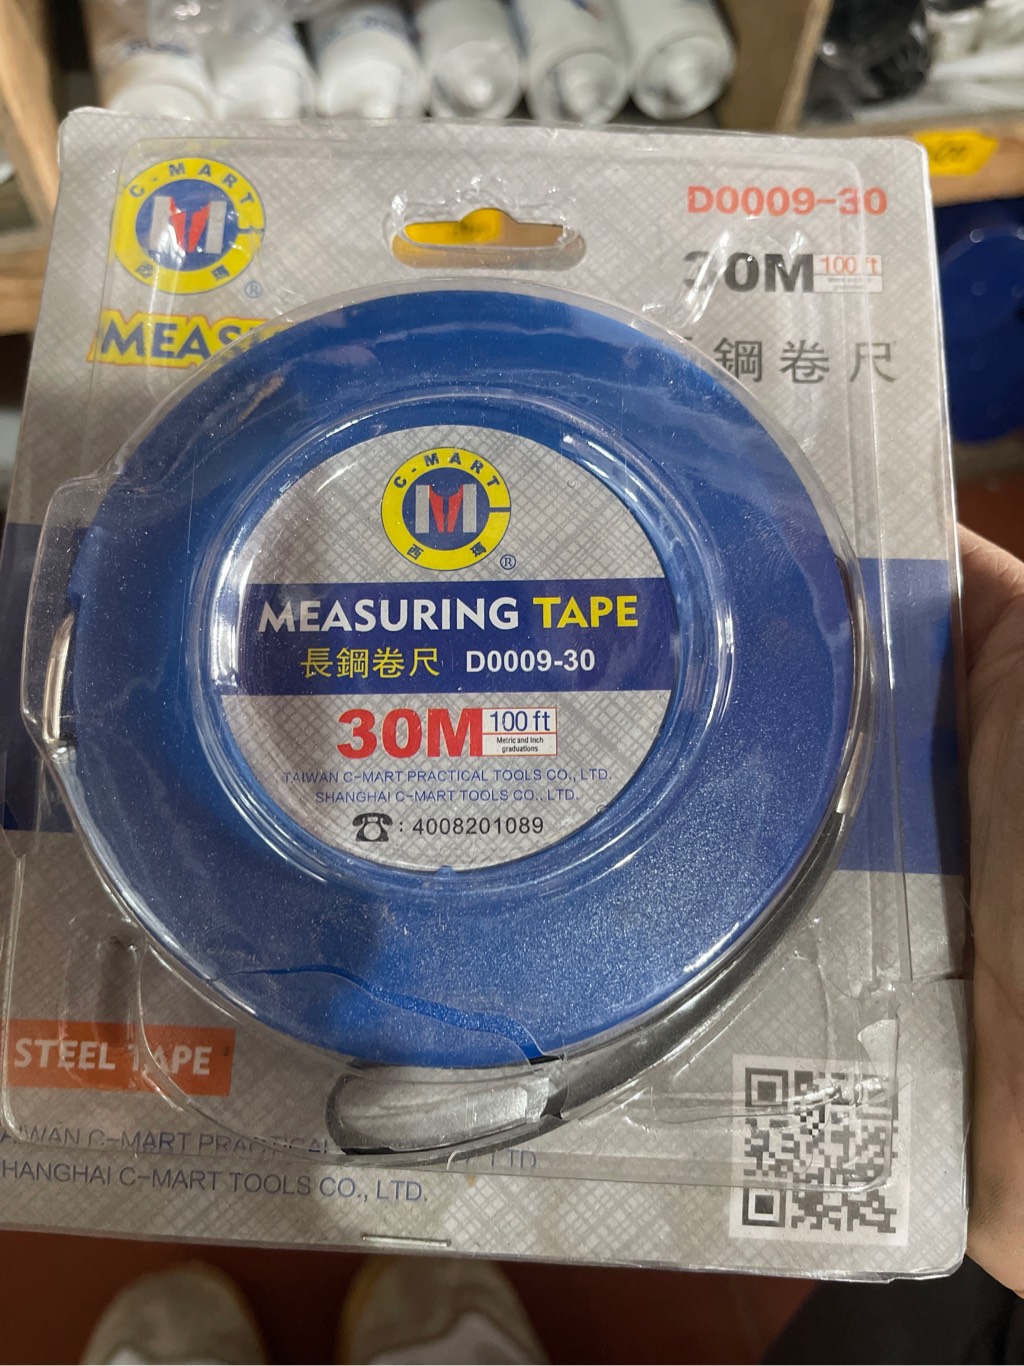 C-MART
西瑪
®
D0009-30
30M 100 ft
鋼卷尺
C-MART
西瑪
®
MEASURING TAPE
長鋼卷尺 D0009-30
30M 100 ft
Metric and Inch
graduations
TAIWAN C-MART PRACTICAL TOOLS CO., LTD.
SHANGHAI C-MART TOOLS CO., LTD.
: 4008201089
STEEL TAPE
C-MART
SHANGHAI C-MART TOOLS CO., LTD.